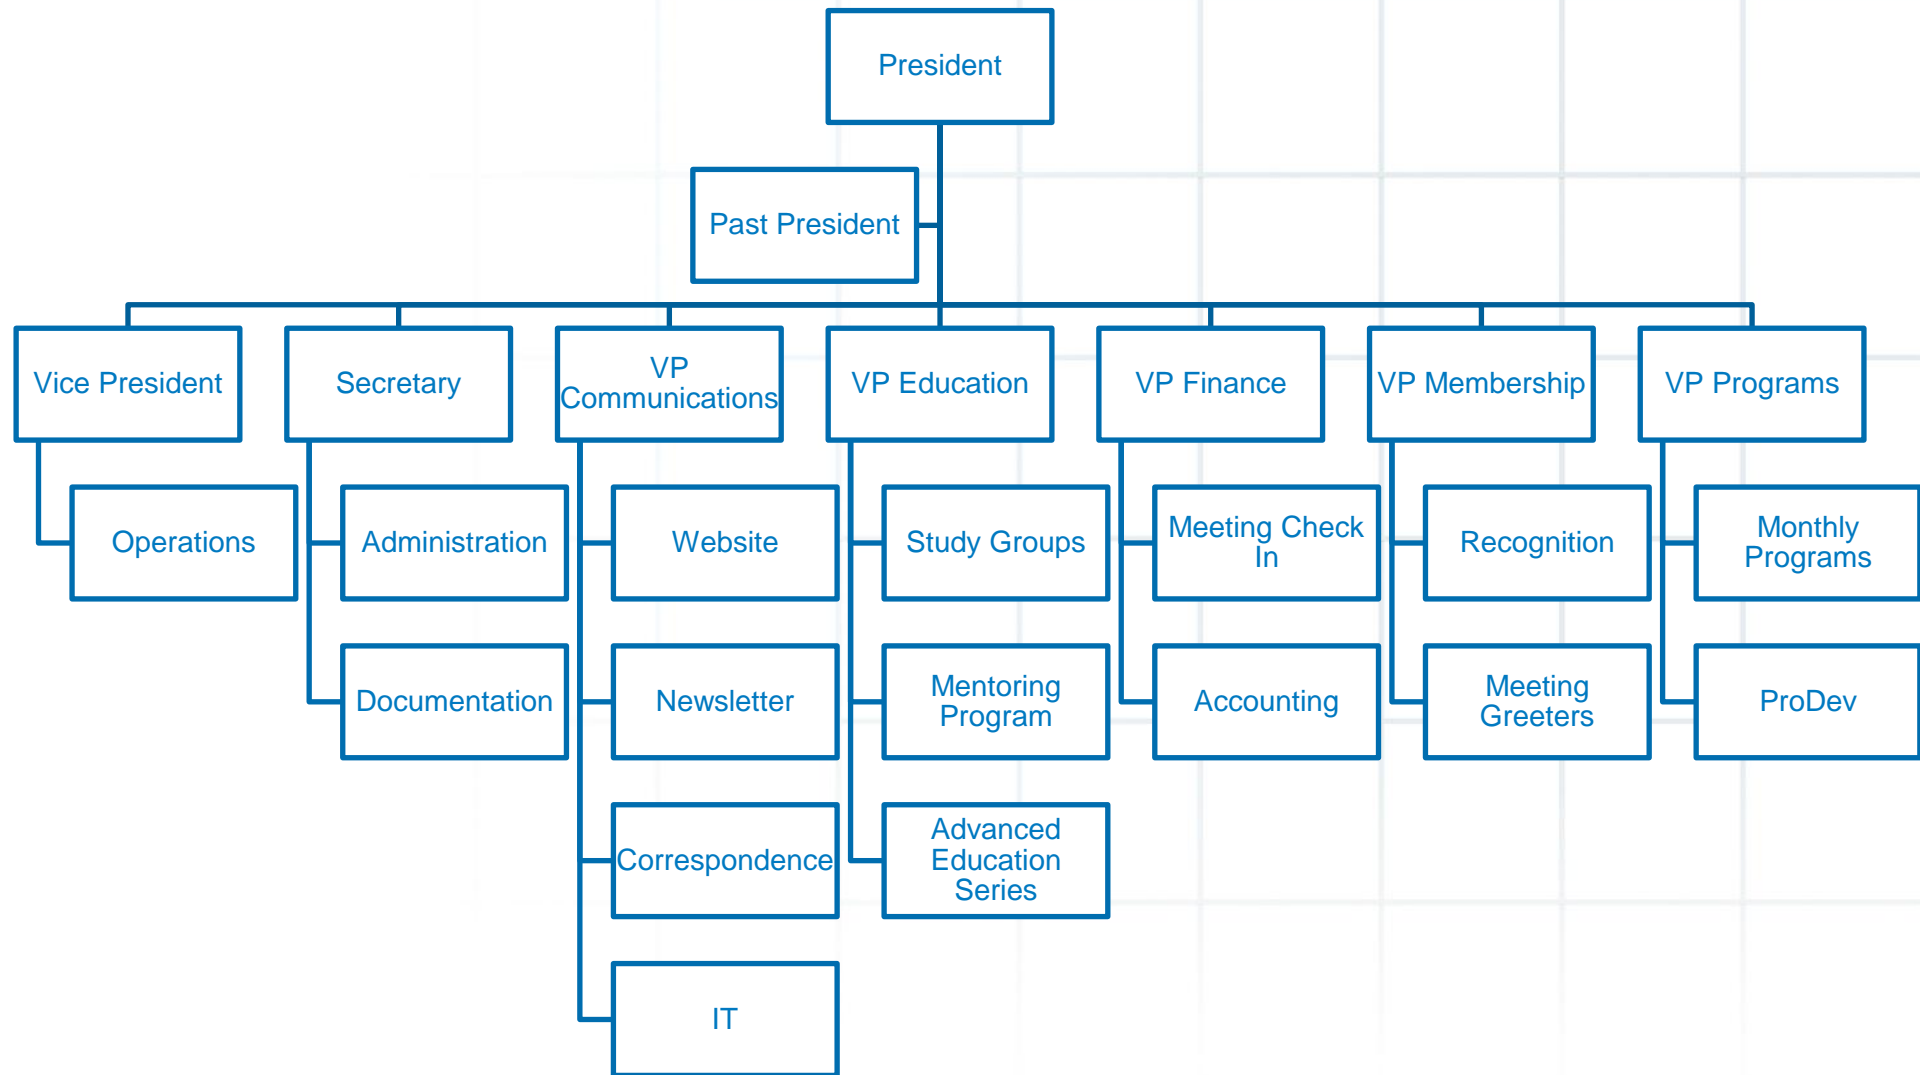 President
Past President
Vice President
Secretary
VP
Communications
VP Education
VP Finance
VP Membership
VP Programs
Operations
Administration
Website
Study Groups
Meeting Check
In
Recognition
Monthly
Programs
Documentation
Newsletter
Mentoring
Program
Accounting
Meeting
Greeters
ProDev
Correspondence
Advanced
Education
Series
IT